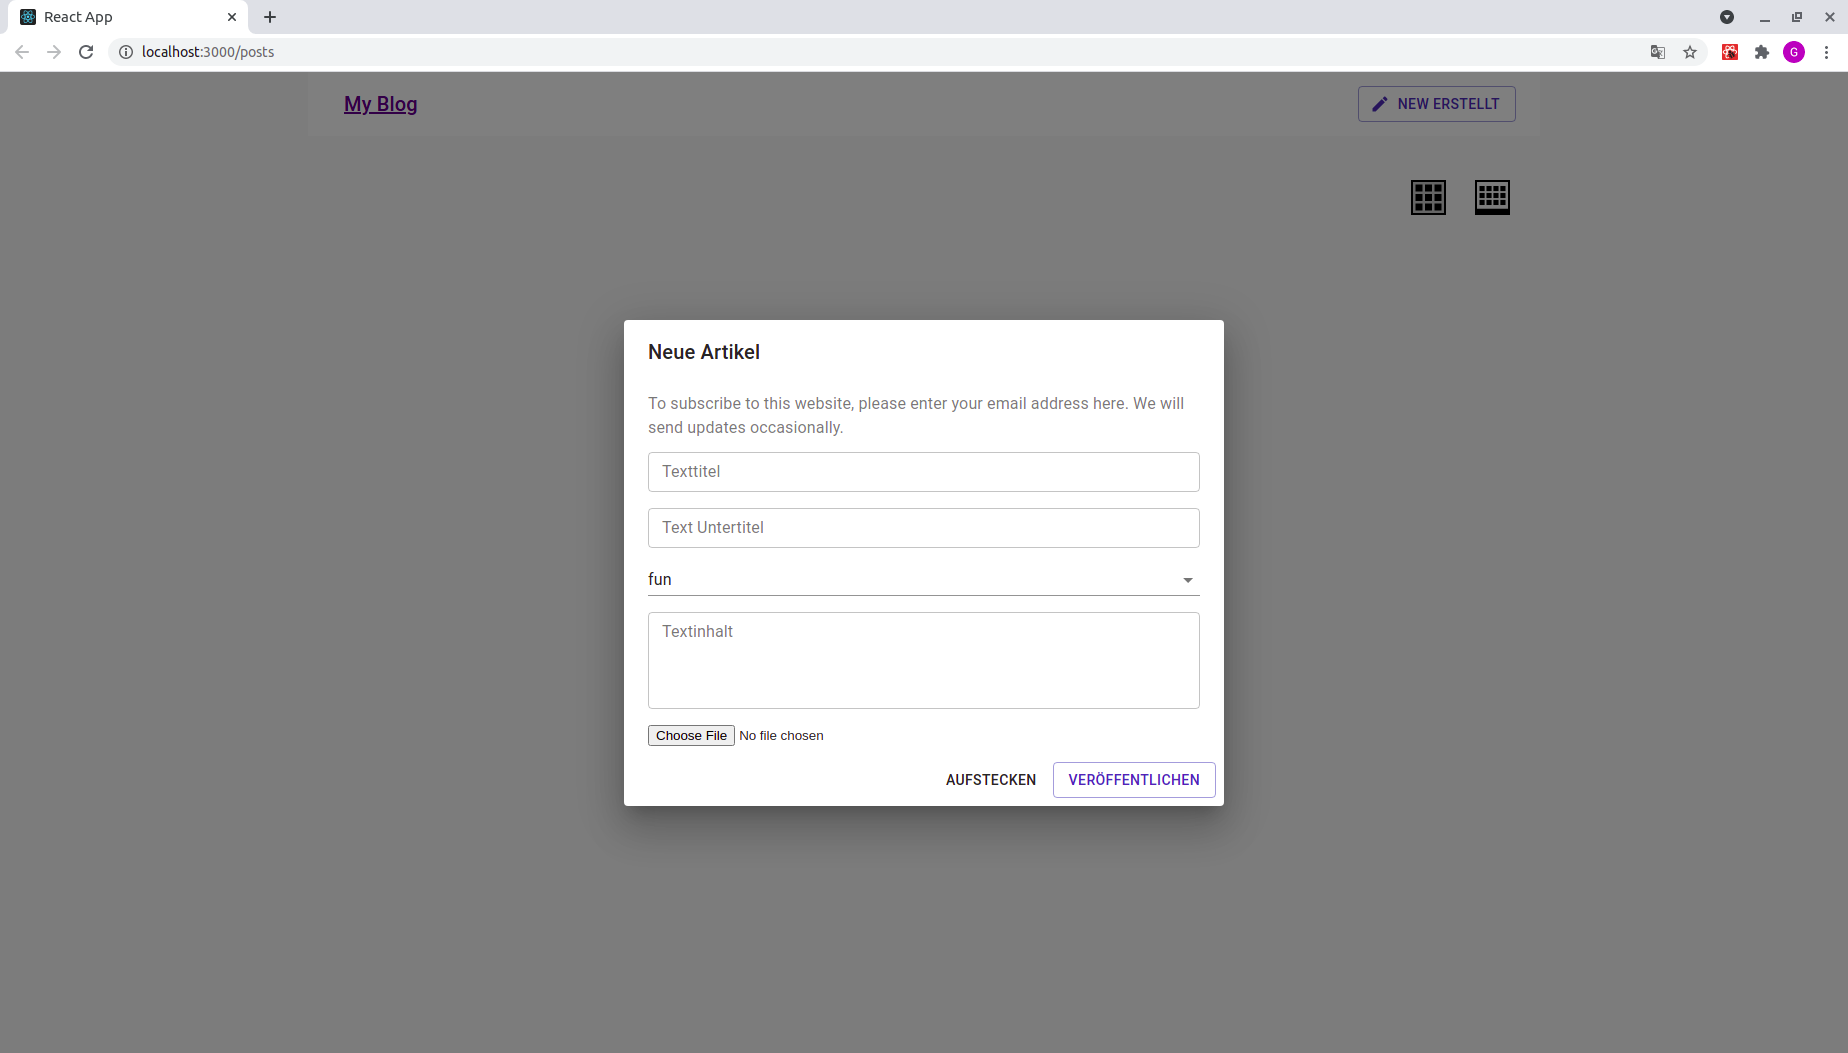 React App
localhost:3000/posts
G
My Blog
NEW ERSTELLT
Neue Artikel
To subscribe to this website, please enter your email address here. We will
send updates occasionally.
Texttitel
Text Untertitel
fun
Textinhalt
Choose File No file chosen
AUFSTECKEN
VERÖFFENTLICHEN